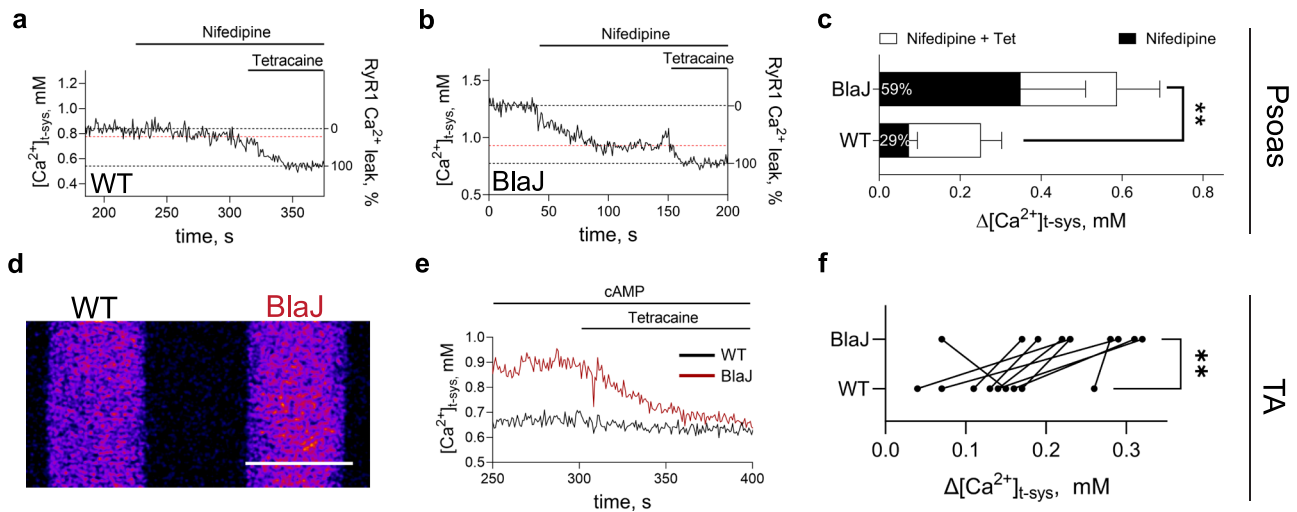 a
Nifedipine
Tetracaine
1.2
1.0
0.8
0.6
0.4
[Ca²⁺]t-sys, mM
0
100
RyR1 Ca²⁺ leak, %
WT
200 250 300 350
time, s
b
Nifedipine
Tetracaine
1.5
1.0
0.5
[Ca²⁺]t-sys, mM
0
100
RyR1 Ca²⁺ leak, %
BlaJ
0 50 100 150 200
time, s
c
Nifedipine + Tet Nifedipine
BlaJ
59%
WT
29%
**
0.0 0.2 0.4 0.6 0.8
Δ[Ca²⁺]t-sys, mM
Psoas
d
WT BlaJ
e
cAMP
Tetracaine
1.0
0.9
0.8
0.7
0.6
0.5
[Ca²⁺]t-sys, mM
WT
BlaJ
250 300 350 400
time, s
f
BlaJ
WT
**
0.0 0.1 0.2 0.3
Δ[Ca²⁺]t-sys, mM
TA